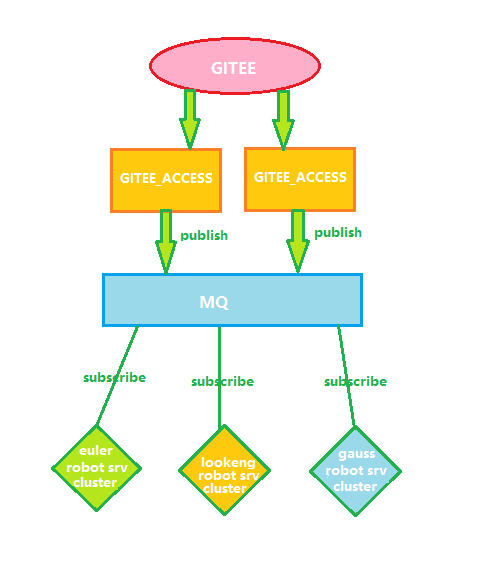 GITEE
GITEE_ACCESS
GITEE_ACCESS
publish
publish
MQ
subscribe
subscribe
subscribe
euler
robot srv
cluster
lookeng
robot srv
cluster
gauss
robot srv
cluster